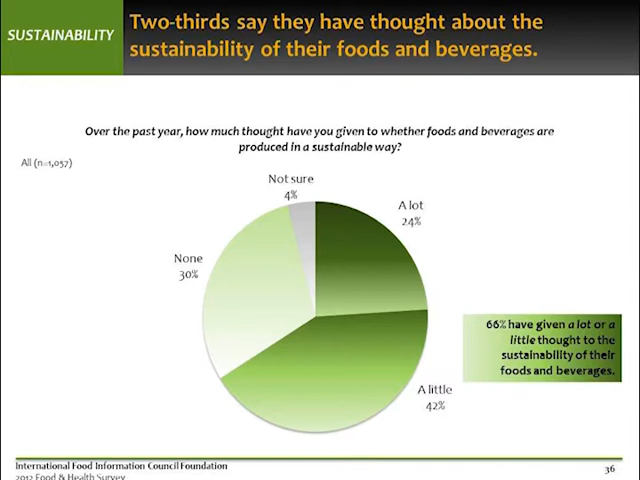 SUSTAINABILITY
Two-thirds say they have thought about the
sustainability of their foods and beverages.
Over the past year, how much thought have you given to whether foods and beverages are
produced in a sustainable way?
All (n=1,057)
Not sure
4%
A lot
24%
None
30%
66% have given a lot or a
little thought to the
sustainability of their
foods and beverages.
A little
42%
International Food Information Council Foundation
2012 Food & Health Survey
36